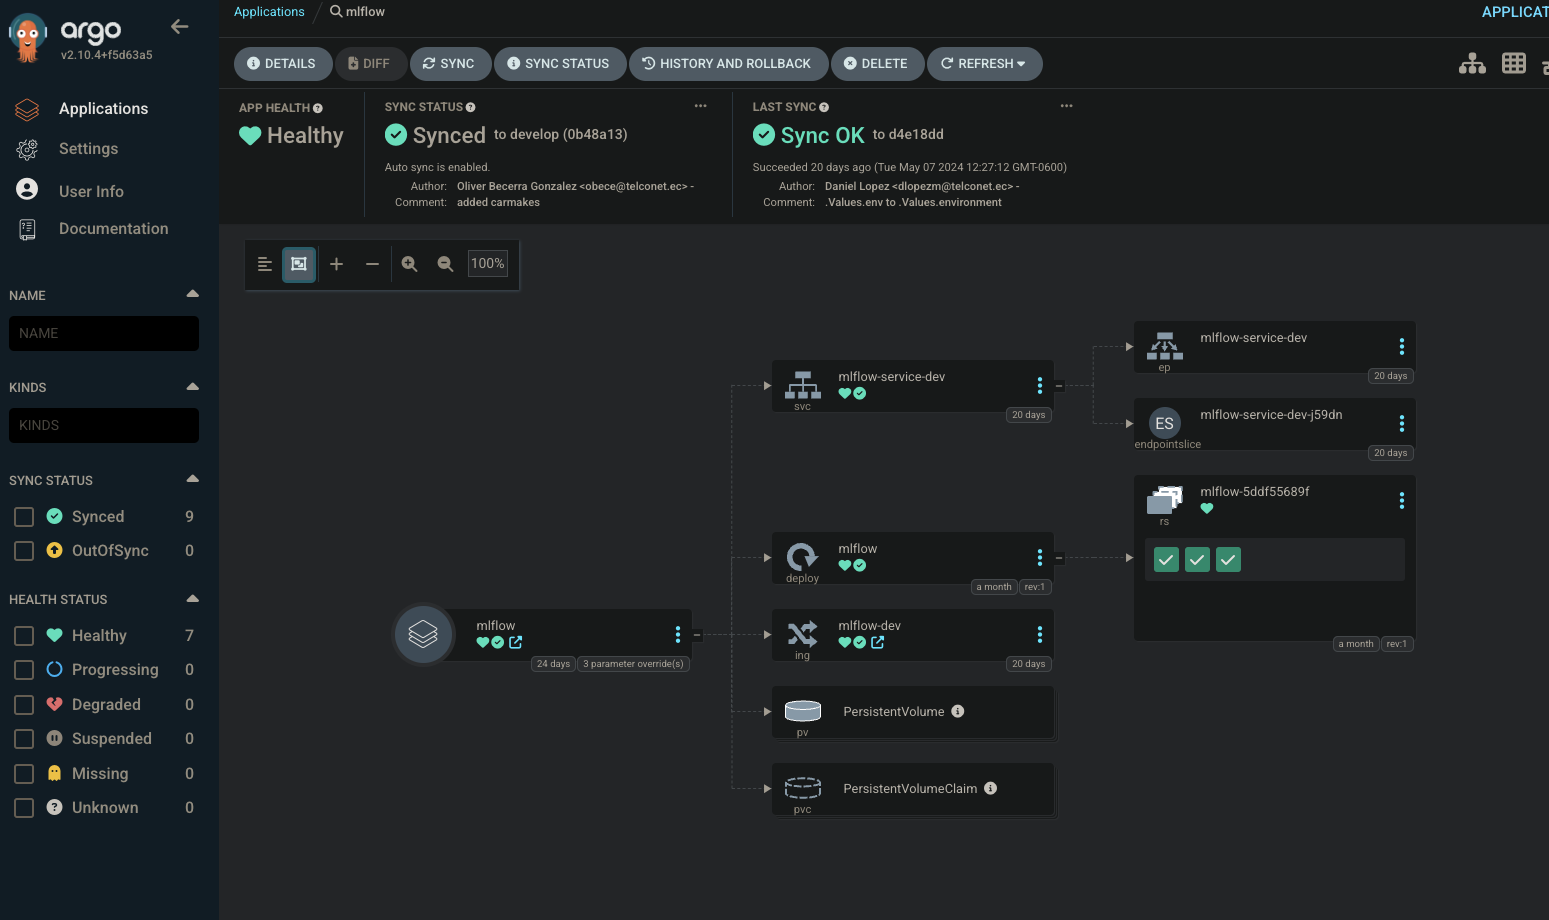 argo
v2.10.4+f5d63a5
Applications
Settings
User Info
Documentation
NAME
NAME
KINDS
KINDS
SYNC STATUS
Synced 9
OutOfSync 0
HEALTH STATUS
Healthy 7
Progressing 0
Degraded 0
Suspended 0
Missing 0
Unknown 0
Applications / mlflow
APPLICAT
DETAILS DIFF SYNC SYNC STATUS HISTORY AND ROLLBACK DELETE REFRESH
APP HEALTH
Healthy
SYNC STATUS
Synced to develop (0b48a13)
Auto sync is enabled.
Author: Oliver Becerra Gonzalez <obece@telconet.ec> -
Comment: added carmakes
LAST SYNC
Sync OK to d4e18dd
Succeeded 20 days ago (Tue May 07 2024 12:27:12 GMT-0600)
Author: Daniel Lopez <dlopezm@telconet.ec> -
Comment: .Values.env to .Values.environment
100%
mlflow
24 days 3 parameter override(s)
mlflow-service-dev
svc
20 days
mlflow
deploy
a month rev:1
mlflow-dev
ing
20 days
PersistentVolume
pv
PersistentVolumeClaim
pvc
mlflow-service-dev
ep
20 days
ES
mlflow-service-dev-j59dn
endpointslice
20 days
mlflow-5ddf55689f
rs
a month rev:1